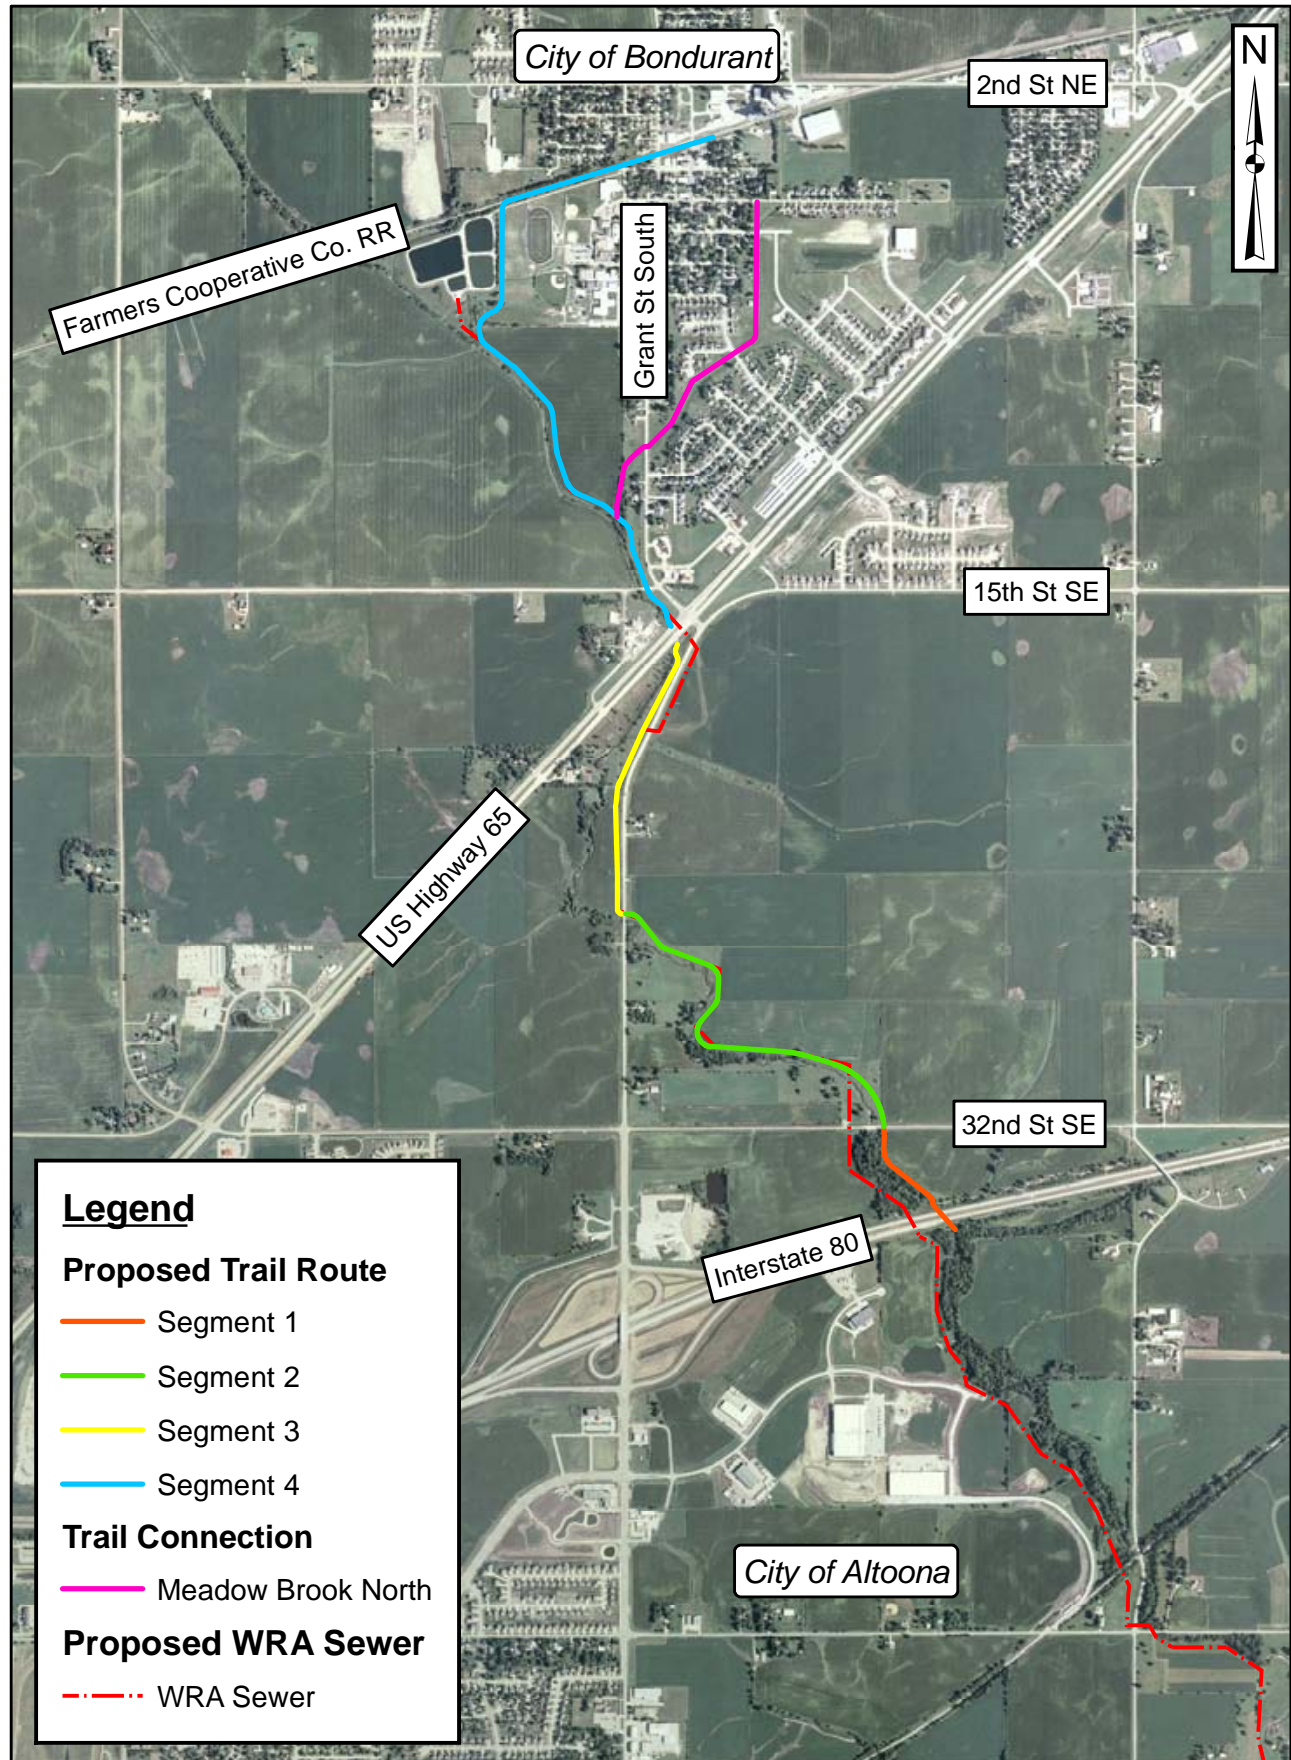 City of Bondurant
N
2nd St NE
Farmers Cooperative Co. RR
Grant St South
15th St SE
US Highway 65
32nd St SE
Interstate 80
City of Altoona
Legend
Proposed Trail Route
Segment 1
Segment 2
Segment 3
Segment 4
Trail Connection
Meadow Brook North
Proposed WRA Sewer
WRA Sewer